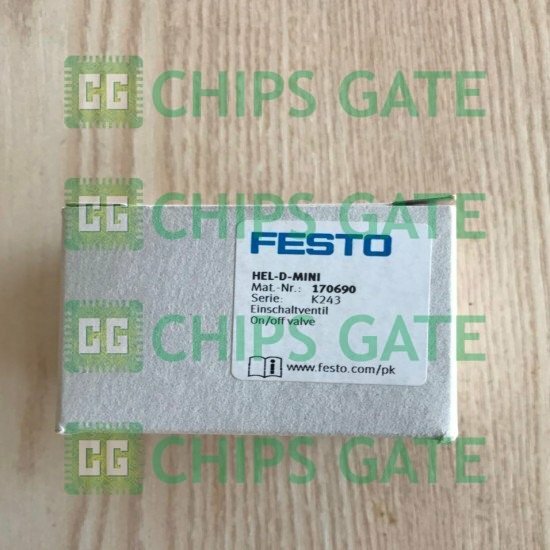 CG CHIPS GATE
CG CHIPS GATE
FESTO
HEL-D-MINI
Mat.-Nr.: 170690
Serie: K243
Einschaltventil
On/off valve
CG CHIPS GATE
i www.festo.com/pk
CG CHIPS GATE